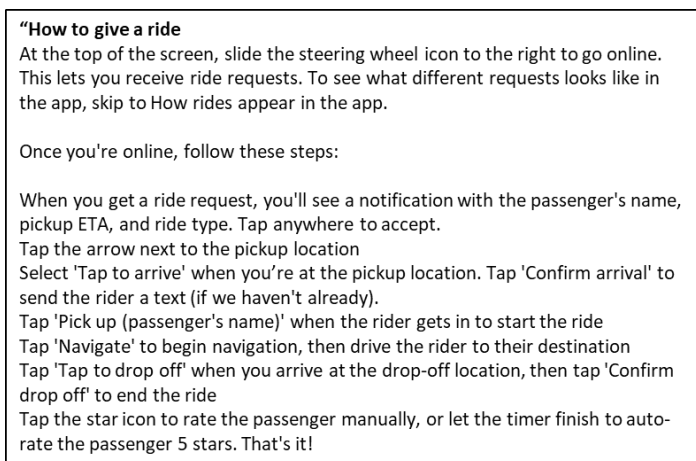 “How to give a ride
At the top of the screen, slide the steering wheel icon to the right to go online.
This lets you receive ride requests. To see what different requests looks like in
the app, skip to How rides appear in the app.
Once you're online, follow these steps:
When you get a ride request, you'll see a notification with the passenger's name,
pickup ETA, and ride type. Tap anywhere to accept.
Tap the arrow next to the pickup location
Select 'Tap to arrive' when you’re at the pickup location. Tap 'Confirm arrival' to
send the rider a text (if we haven't already).
Tap 'Pick up (passenger's name)' when the rider gets in to start the ride
Tap 'Navigate' to begin navigation, then drive the rider to their destination
Tap 'Tap to drop off' when you arrive at the drop-off location, then tap 'Confirm
drop off' to end the ride
Tap the star icon to rate the passenger manually, or let the timer finish to auto-
rate the passenger 5 stars. That's it!